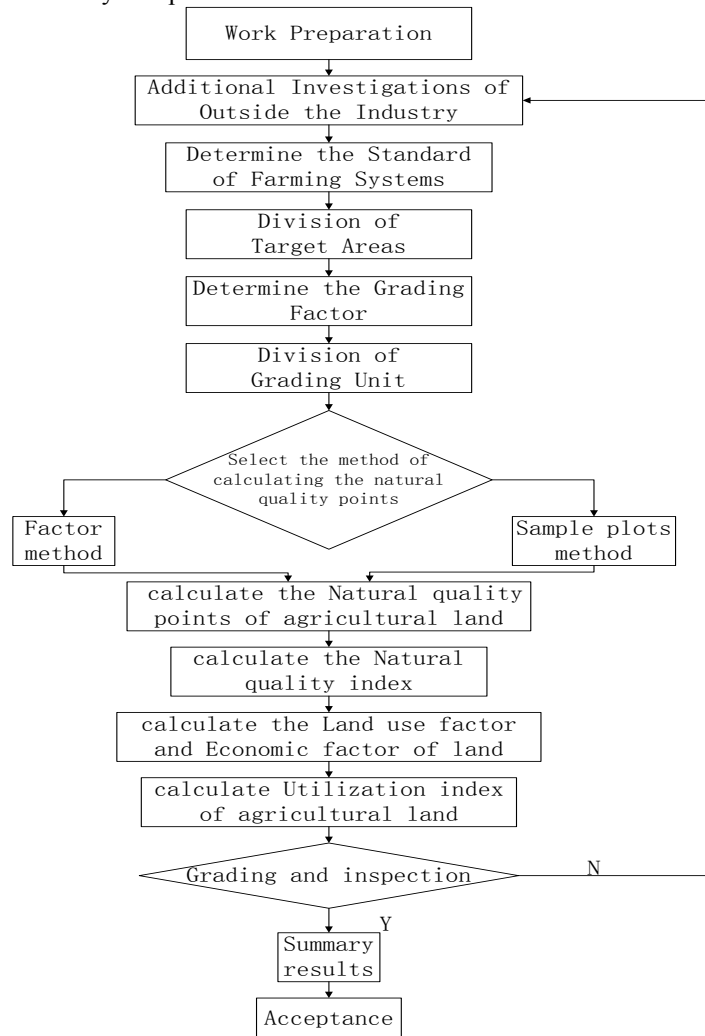 Work Preparation
Additional Investigations of
Outside the Industry
Determine the Standard
of Farming Systems
Division of
Target Areas
Determine the Grading
Factor
Division of
Grading Unit
Select the method of
calculating the natural
quality points
Factor
method
Sample plots
method
calculate the Natural quality
points of agricultural land
calculate the Natural
quality index
calculate the Land use factor
and Economic factor of land
calculate Utilization index
of agricultural land
Grading and inspection
N
Y
Summary
results
Acceptance